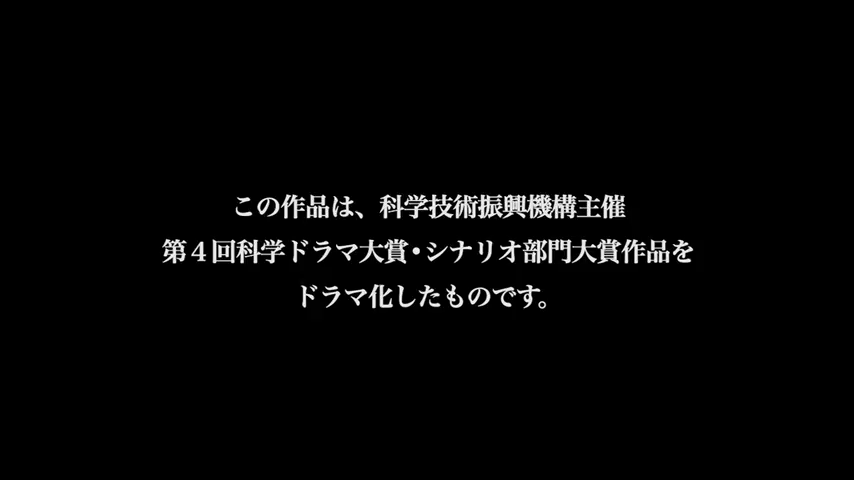 この作品は、科学技術振興機構主催
第４回科学ドラマ大賞・シナリオ部門大賞作品を
ドラマ化したものです。